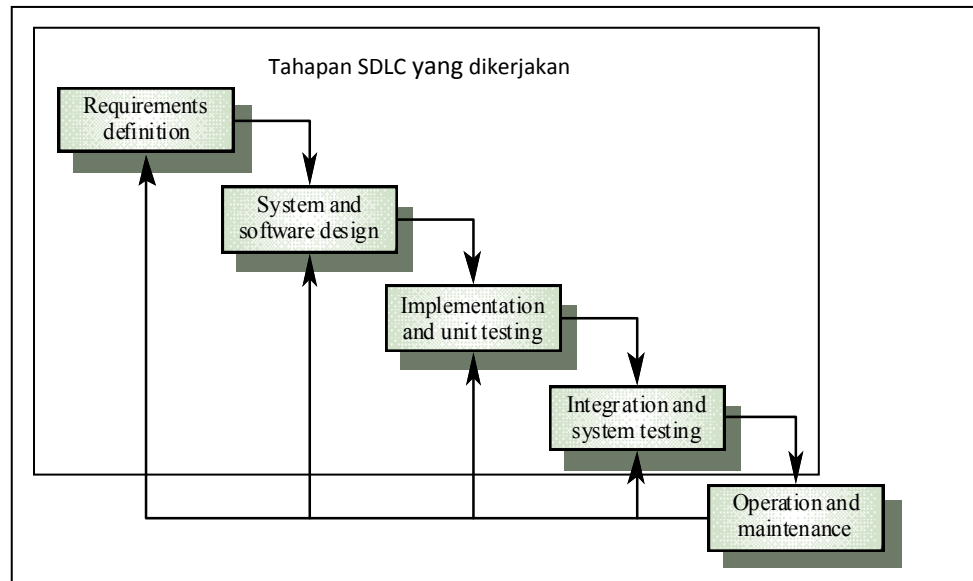 Tahapan SDLC yang dikerjakan
Requirements
definition
System and
software design
Implementation
and unit testing
Integration and
system testing
Operation and
maintenance